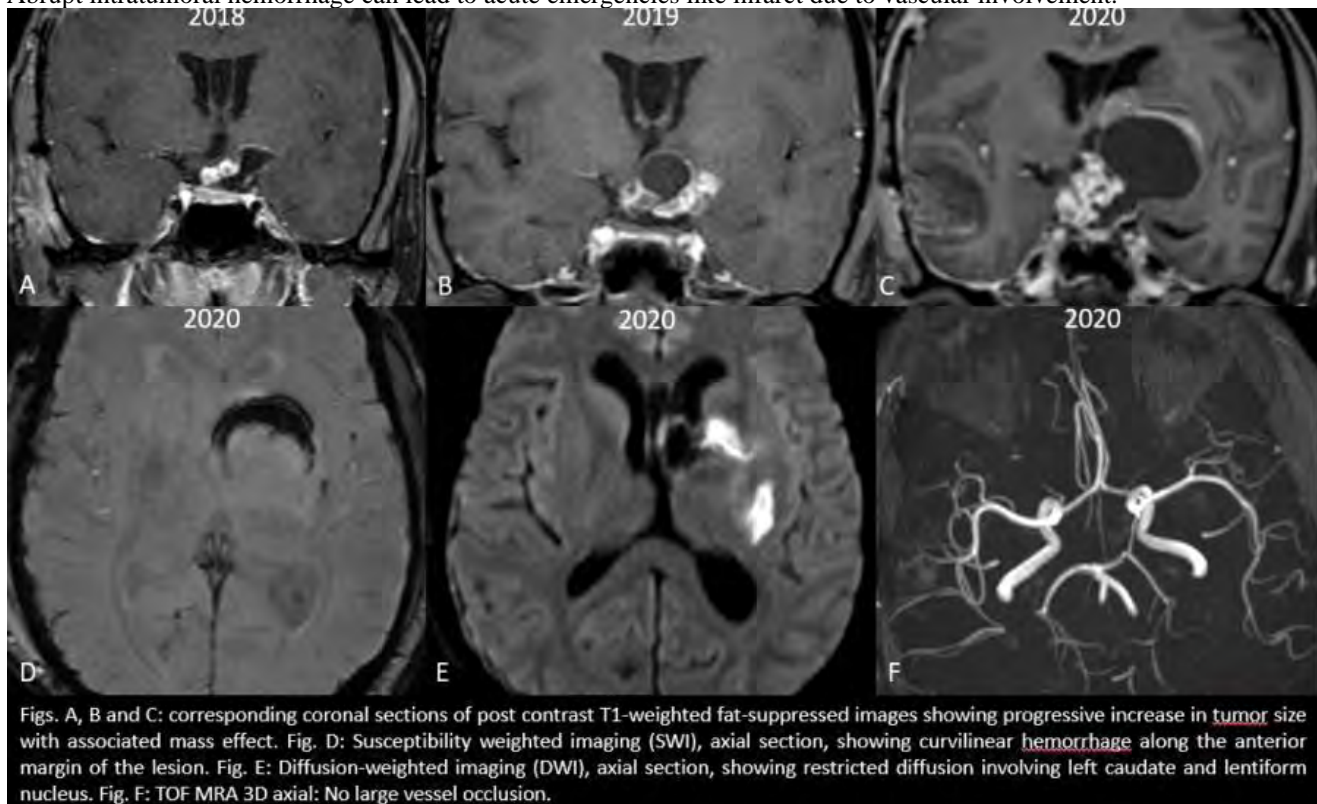 Abrupt intratumoral hemorrhage can lead to acute emergencies like infarct due to vascular involvement.
2018
2019
2020
A
B
C
2020
2020
2020
D
E
F
Figs. A, B and C: corresponding coronal sections of post contrast T1-weighted fat-suppressed images showing progressive increase in tumor size
with associated mass effect. Fig. D: Susceptibility weighted imaging (SWI), axial section, showing curvilinear hemorrhage along the anterior
margin of the lesion. Fig. E: Diffusion-weighted imaging (DWI), axial section, showing restricted diffusion involving left caudate and lentiform
nucleus. Fig. F: TOF MRA 3D axial: No large vessel occlusion.